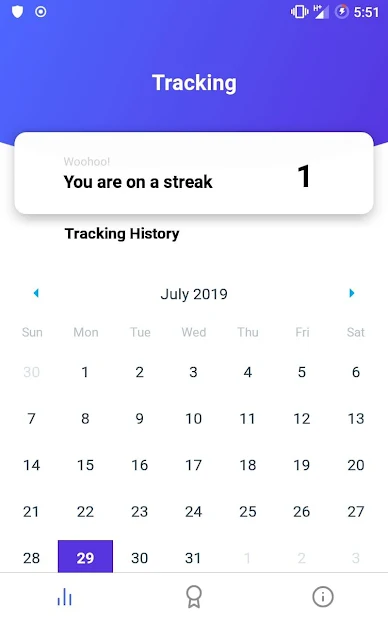 H+ 5:51
Tracking
Woohoo!
You are on a streak 1
Tracking History
July 2019
Sun Mon Tue Wed Thu Fri Sat
30 1 2 3 4 5 6
7 8 9 10 11 12 13
14 15 16 17 18 19 20
21 22 23 24 25 26 27
28 29 30 31 1 2 3